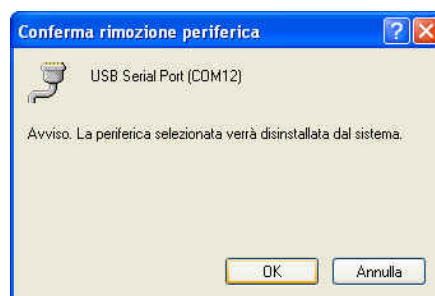 Conferma rimozione periferica
USB Serial Port (COM12)
Avviso. La periferica selezionata verrà disinstallata dal sistema.
OK
Annulla